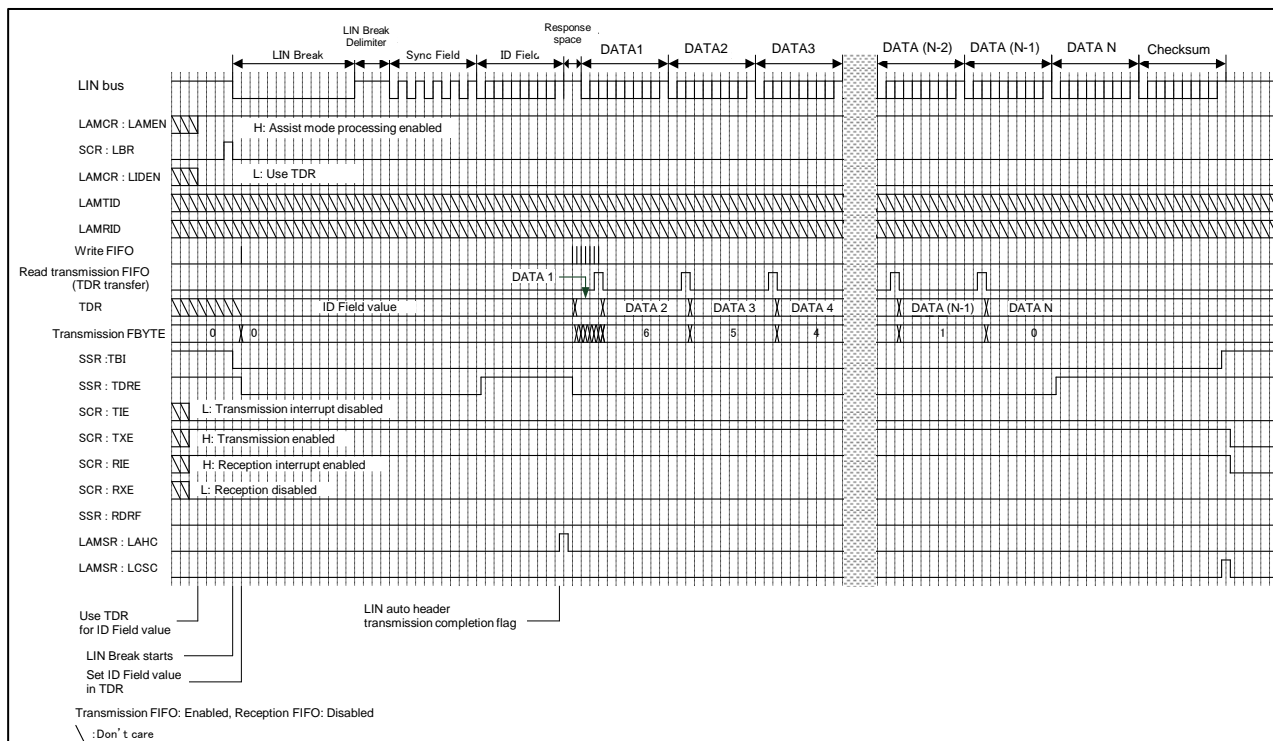 LIN Break
LIN Break
Delimiter
Sync Field
ID Field
Response
space
DATA1
DATA2
DATA3
DATA (N-2)
DATA (N-1)
DATA N
Checksum
LIN bus
LAMCR : LAMEN
H: Assist mode processing enabled
SCR : LBR
LAMCR : LIDEN
L: Use TDR
LAMTID
LAMRID
Write FIFO
Read transmission FIFO
(TDR transfer)
DATA 1
TDR
ID Field value
DATA 2
DATA 3
DATA 4
DATA (N-1)
DATA N
Transmission FBYTE
0
0
6
5
4
1
0
SSR :TBI
SSR : TDRE
SCR : TIE
L: Transmission interrupt disabled
SCR : TXE
H: Transmission enabled
SCR : RIE
H: Reception interrupt enabled
SCR : RXE
L: Reception disabled
SSR : RDRF
LAMSR : LAHC
LAMSR : LCSC
Use TDR
for ID Field value
LIN auto header
transmission completion flag
LIN Break starts
Set ID Field value
in TDR
Transmission FIFO: Enabled, Reception FIFO: Disabled
:Don't care